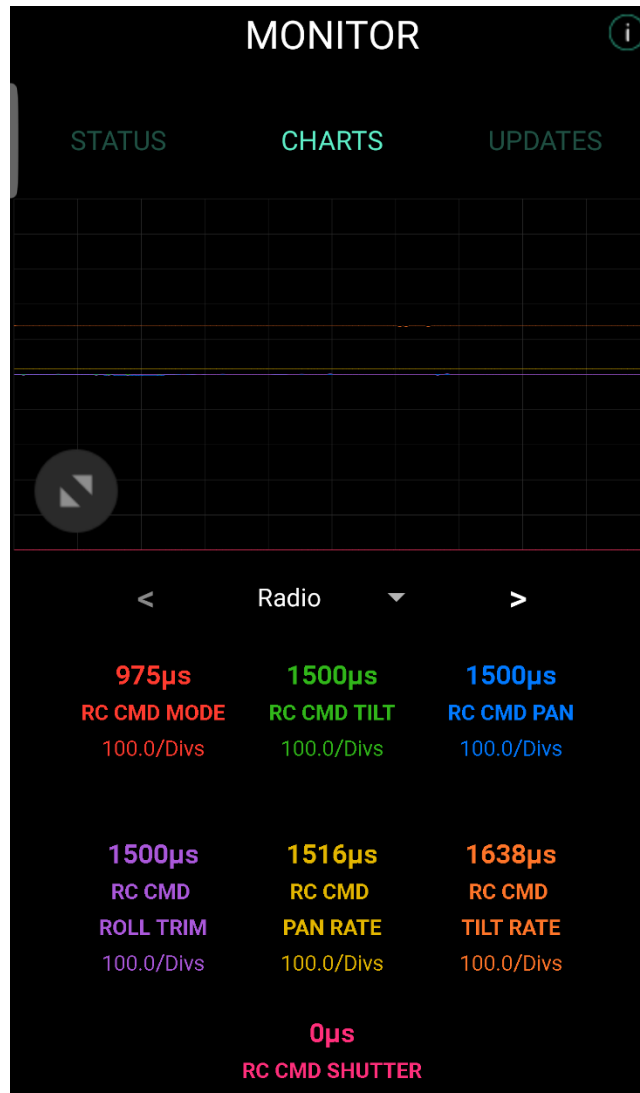 MONITOR
i
STATUS CHARTS UPDATES
< Radio >
975µs 1500µs 1500µs
RC CMD MODE RC CMD TILT RC CMD PAN
100.0/Divs 100.0/Divs 100.0/Divs
1500µs 1516µs 1638µs
RC CMD RC CMD RC CMD
ROLL TRIM PAN RATE TILT RATE
100.0/Divs 100.0/Divs 100.0/Divs
0µs
RC CMD SHUTTER